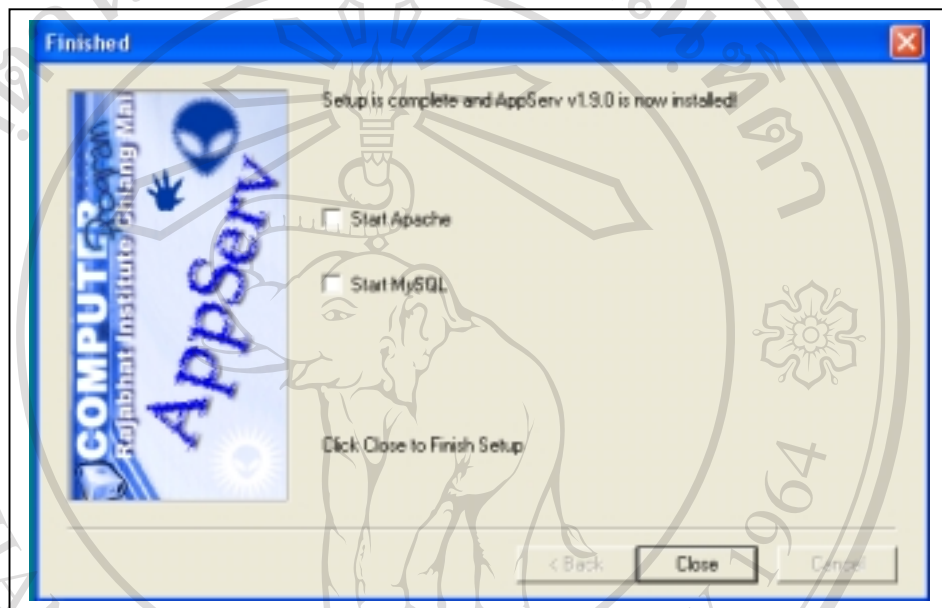 Finished
Setup is complete and AppServ v1.9.0 is now installed!
COMPUTER
Program
Rajabhat Institute Chiang Mai
AppServ
Start Apache
Start MySQL
Click Close to Finish Setup
< Back
Close
Cancel
1964